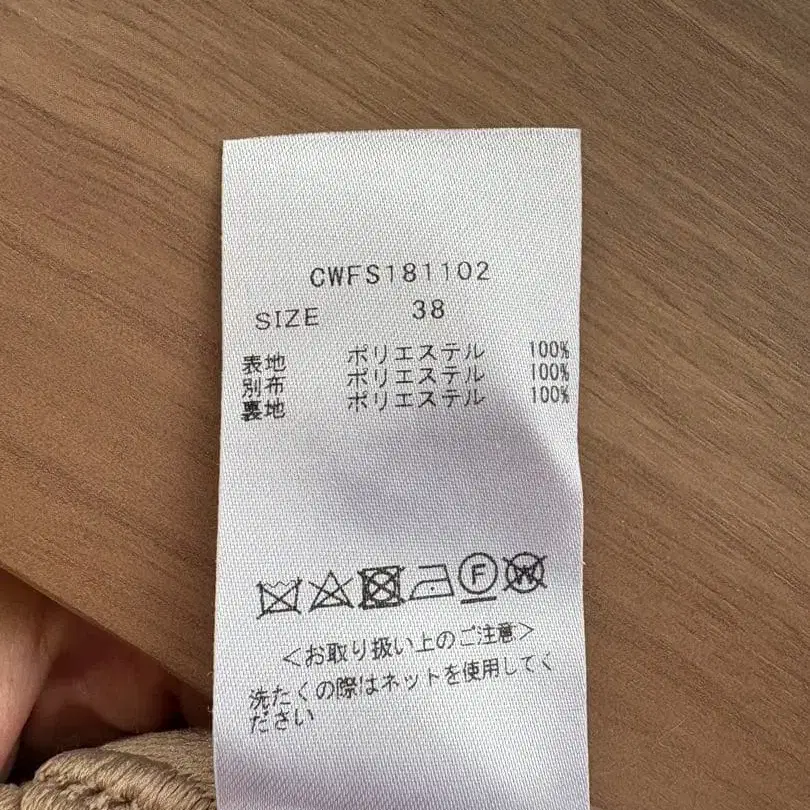 CWFS181102
SIZE 38
表地 ポリエステル 100%
別布 ポリエステル 100%
裏地 ポリエステル 100%
F W
<お取り扱い上のご注意>
洗たくの際はネットを使用してく
ださい